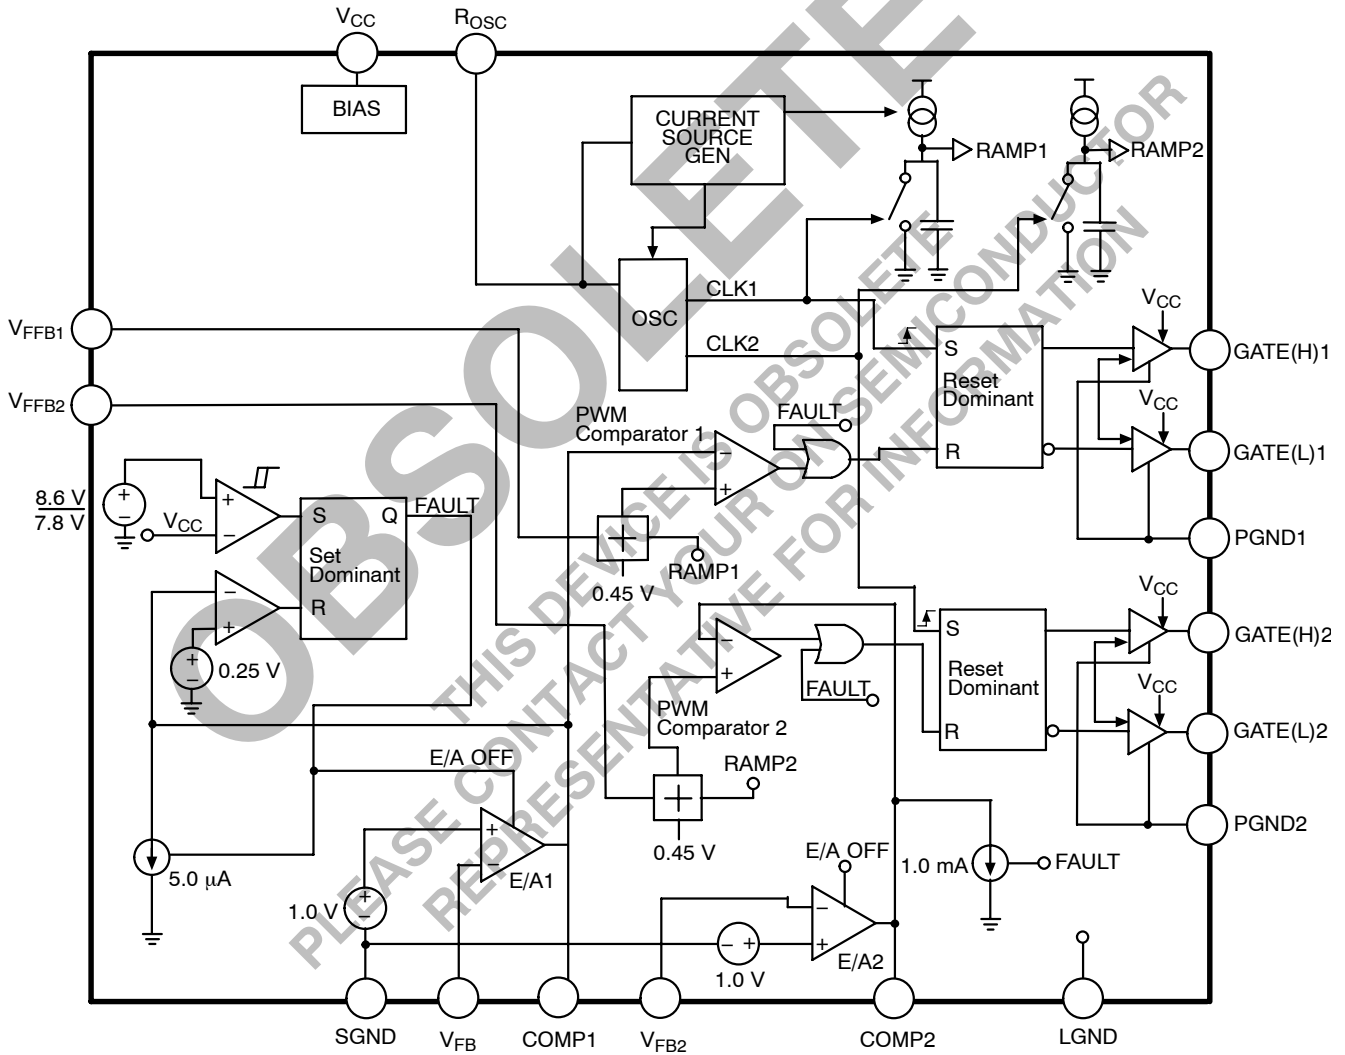 VCC
ROSC
BIAS
CURRENT
SOURCE
GEN
RAMP1
RAMP2
OSC
CLK1
CLK2
VFFB1
VFFB2
VCC
GATE(H)1
S
Reset
Dominant
R
VCC
GATE(L)1
PGND1
PWM
Comparator 1
FAULT
−
+
RAMP1
0.45 V
8.6 V
7.8 V
+
−
VCC
+
−
S
Q
FAULT
Set
Dominant
R
−
+
+
−
0.25 V
−
+
PWM
Comparator 2
FAULT
S
Reset
Dominant
R
VCC
GATE(H)2
VCC
GATE(L)2
PGND2
RAMP2
0.45 V
E/A OFF
+
−
E/A1
5.0 μA
1.0 V
+
−
E/A OFF
−
+
E/A2
− +
1.0 V
1.0 mA
FAULT
SGND
VFB
COMP1
VFB2
COMP2
LGND
OBSOLETE
THIS DEVICE IS OBSOLETE
PLEASE CONTACT YOUR ON SEMICONDUCTOR
REPRESENTATIVE FOR INFORMATION